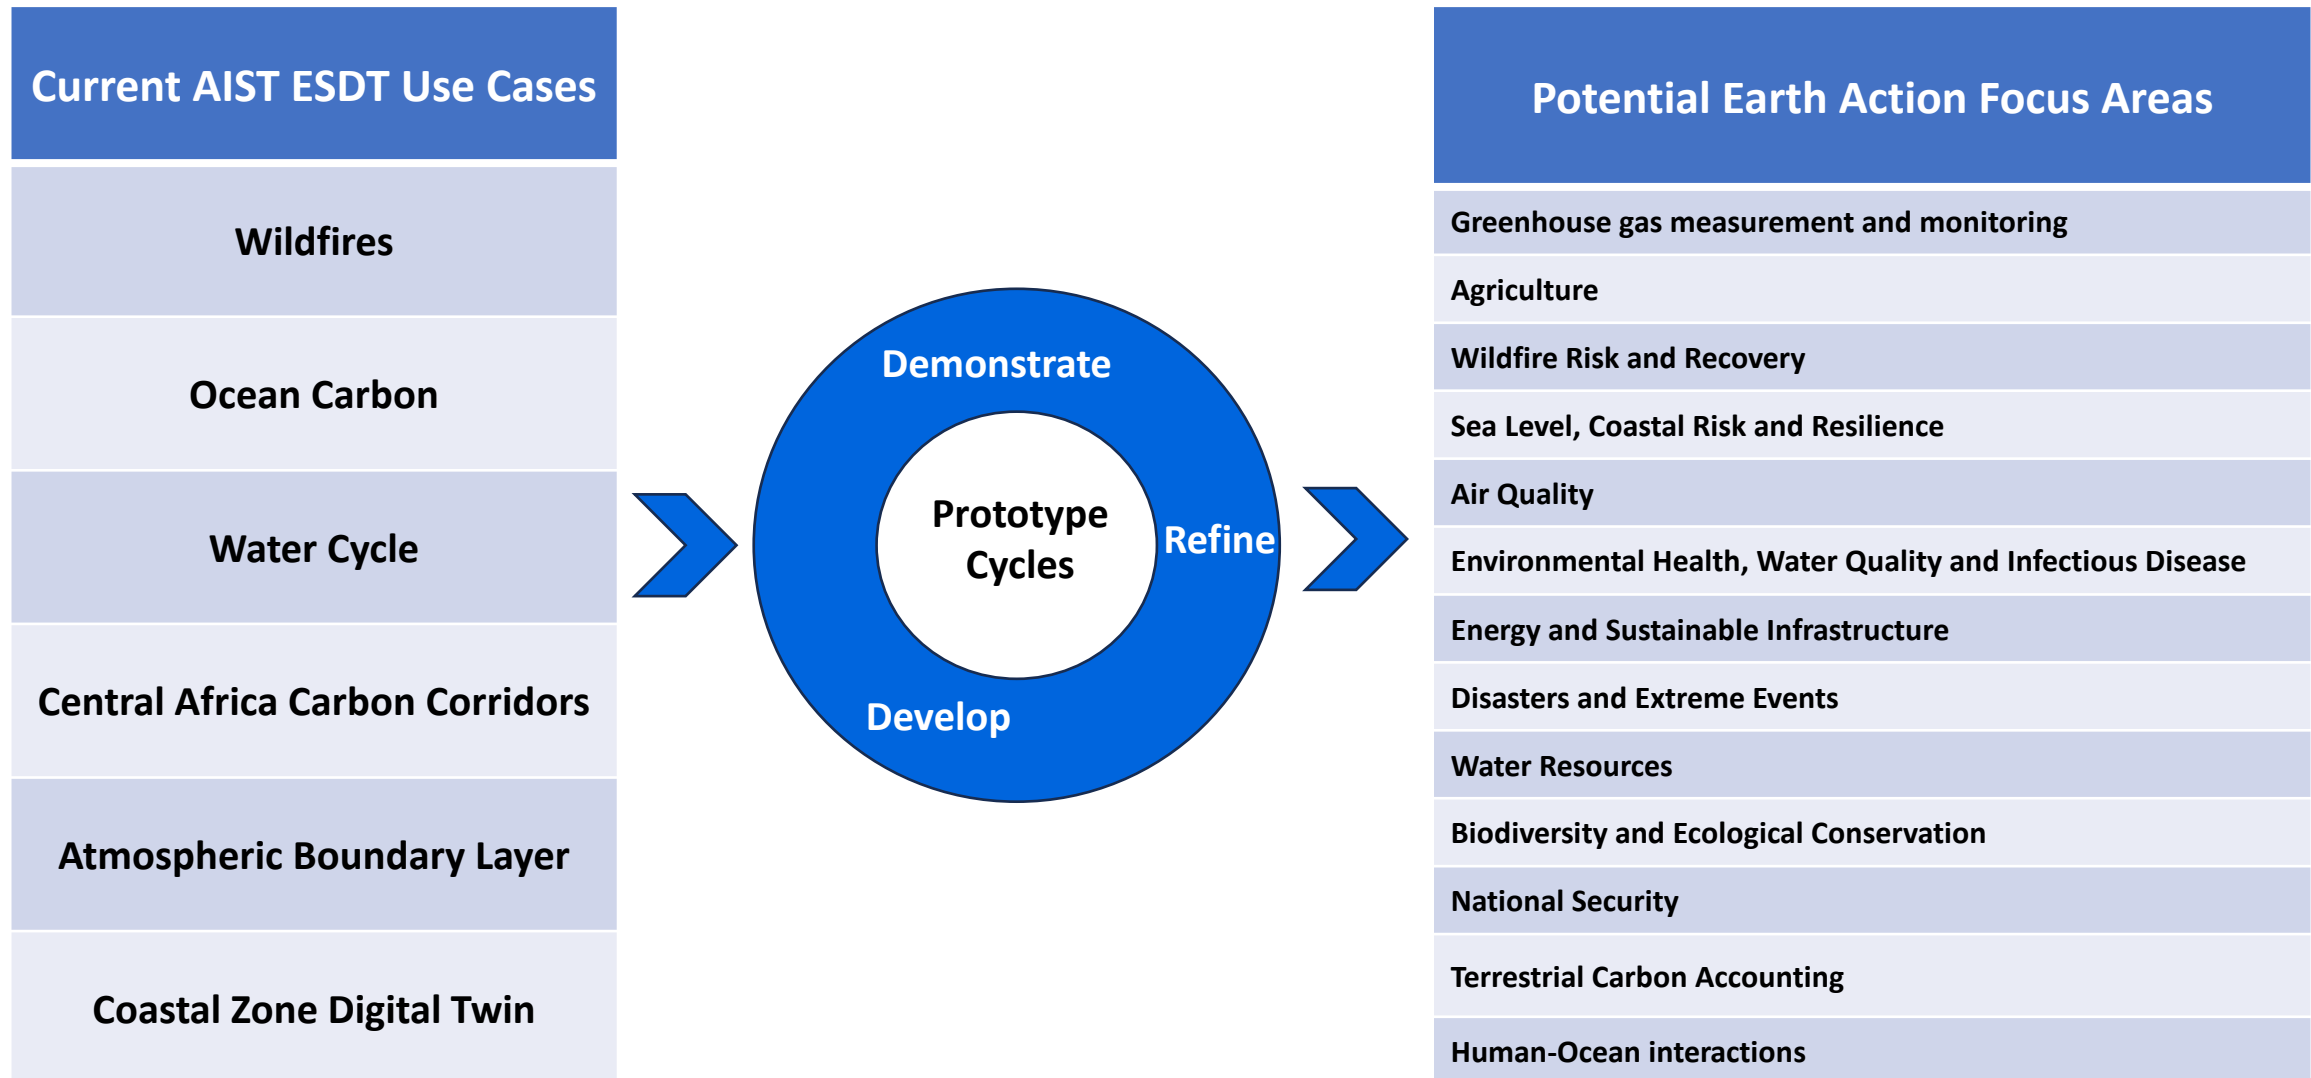 Current AIST ESDT Use Cases
Wildfires
Ocean Carbon
Water Cycle
Central Africa Carbon Corridors
Atmospheric Boundary Layer
Coastal Zone Digital Twin
Demonstrate
Prototype
Cycles
Refine
Develop
Potential Earth Action Focus Areas
Greenhouse gas measurement and monitoring
Agriculture
Wildfire Risk and Recovery
Sea Level, Coastal Risk and Resilience
Air Quality
Environmental Health, Water Quality and Infectious Disease
Energy and Sustainable Infrastructure
Disasters and Extreme Events
Water Resources
Biodiversity and Ecological Conservation
National Security
Terrestrial Carbon Accounting
Human-Ocean interactions